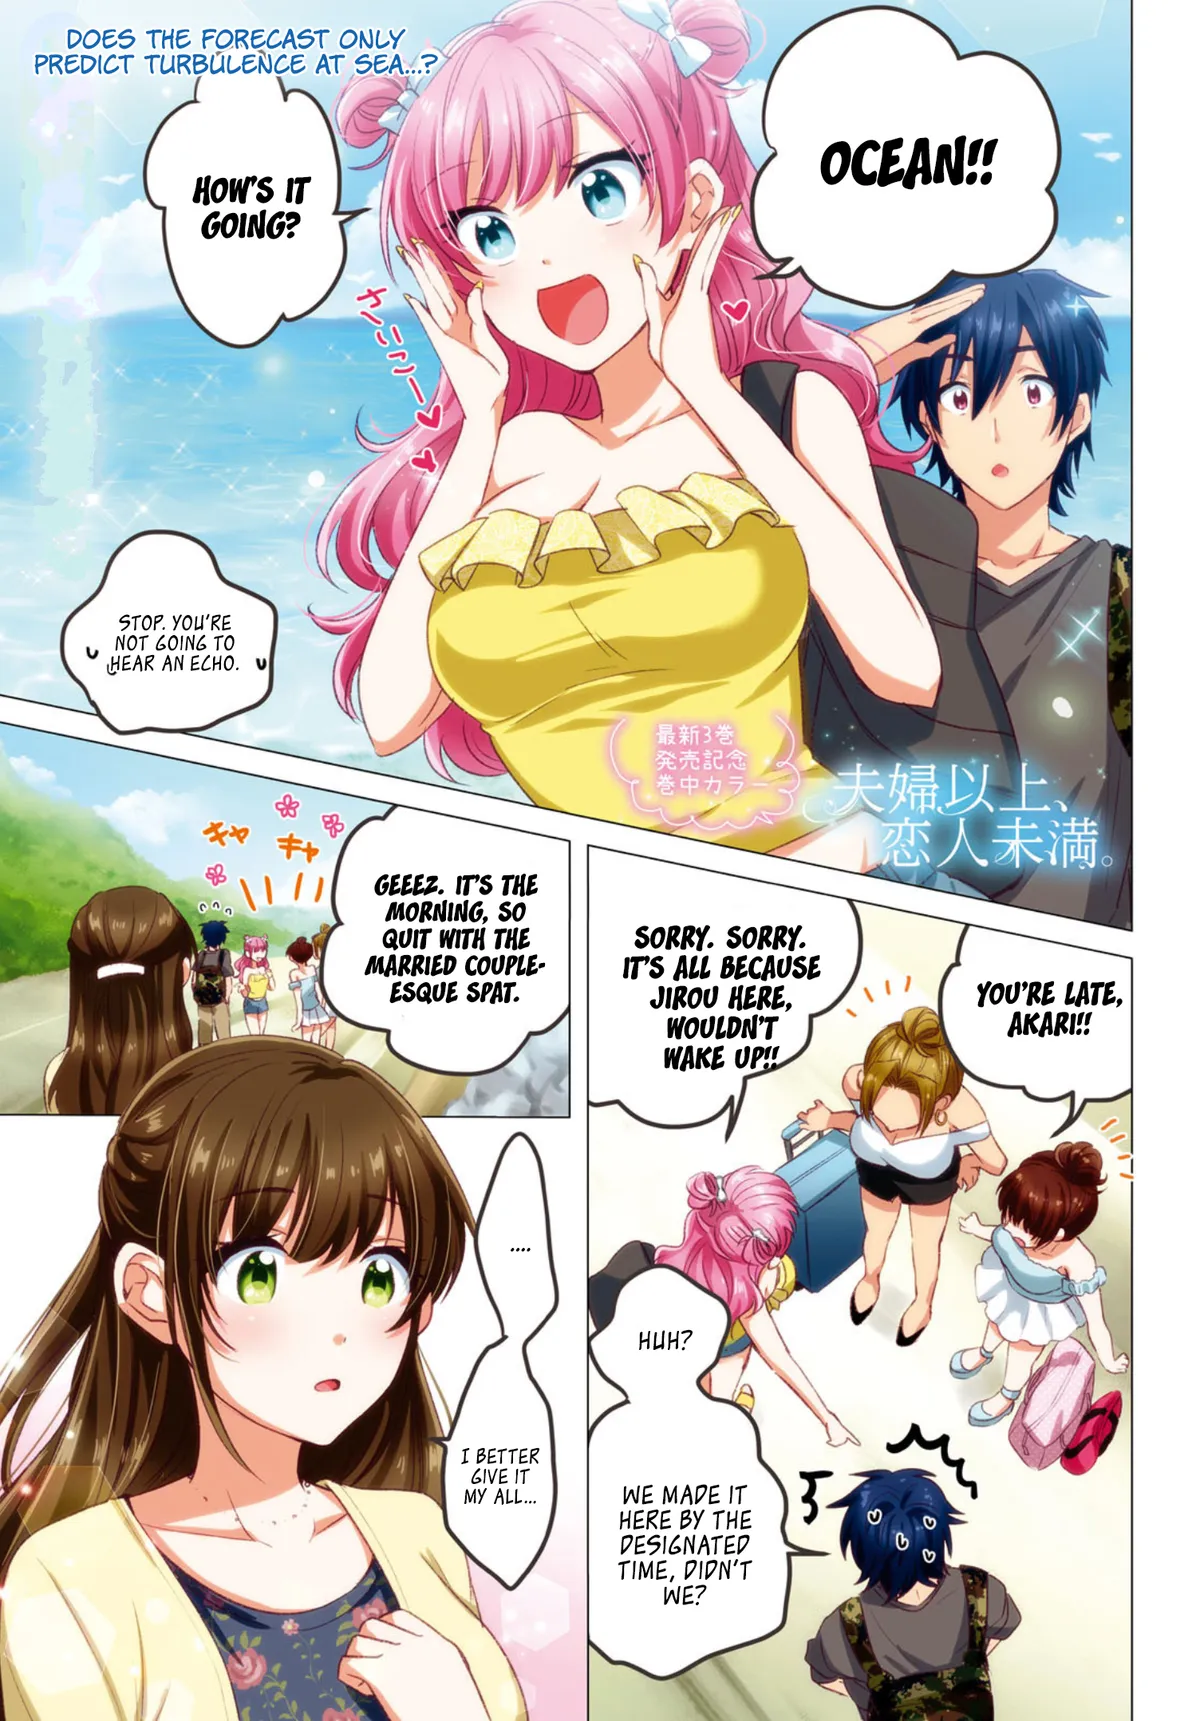 DOES THE FORECAST ONLY
PREDICT TURBULENCE AT SEA...?
OCEAN!!
HOW'S IT
GOING?
さいこー
STOP. YOU'RE
NOT GOING TO
HEAR AN ECHO.
最新3巻
発売記念
巻中カラー
夫婦以上、
恋人未満。
YOU'RE LATE,
AKARI!!
SORRY. SORRY.
IT'S ALL BECAUSE
JIROU HERE,
WOULDN'T
WAKE UP!!
HUH?
WE MADE IT
HERE BY THE
DESIGNATED
TIME, DIDN'T
WE?
GEEEZ. IT'S THE
MORNING, SO
QUIT WITH THE
MARRIED COUPLE-
ESQUE SPAT.
キャ
キャ
....
I BETTER
GIVE IT
MY ALL...